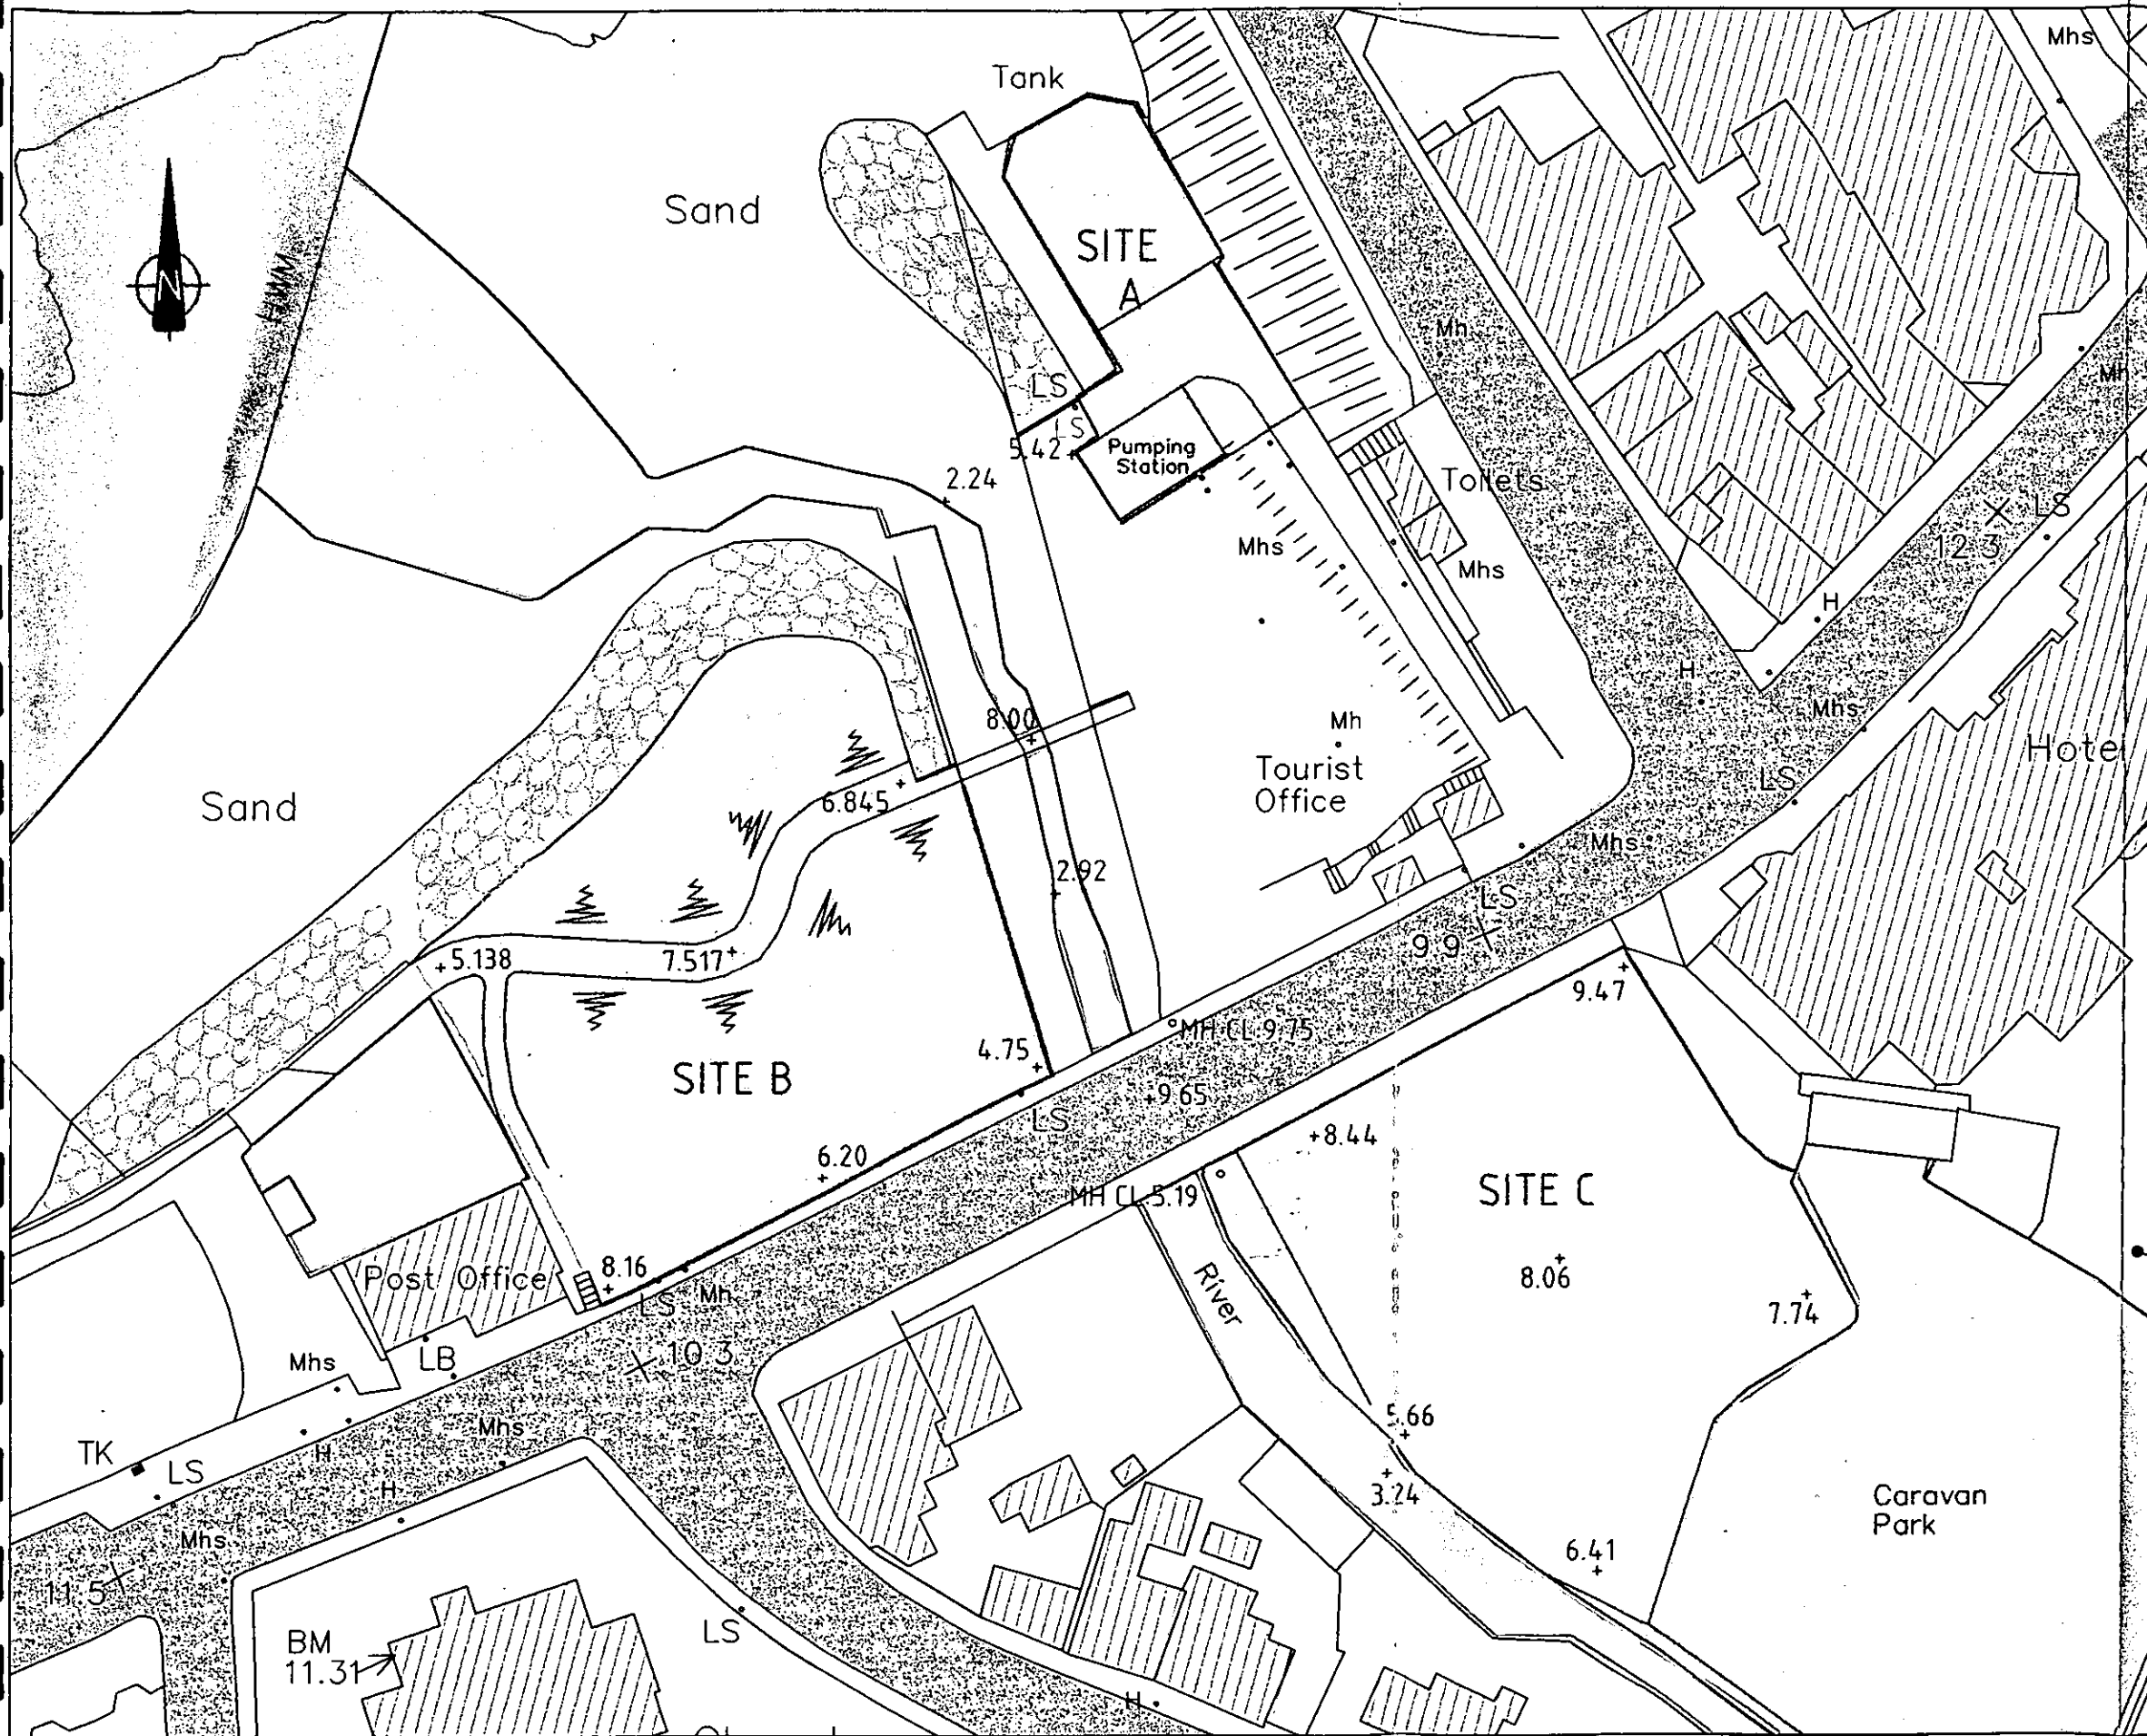 Mhs
Tank
Sand
SITE
A
N
HWM
Mh
Mh
LS
LS
5.42
Pumping
Station
2.24
Toilets
LS
12.3
Mhs
Mhs
H
H
Mhs
8.00
Mh
Hotel
Tourist
Office
LS
Sand
6.845
Mhs
2.92
LS
9.9
5.138
7.517
9.47
MH CL.9.75
4.75
SITE B
9.65
LS
8.44
6.20
SITE C
MH CL.5.19
River
8.06
8.16
Post Office
LS
Mh
7.74
10.3
Mhs
LB
5.66
Mhs
TK
LS
H
H
3.24
Caravan
Park
Mhs
6.41
11.5
LS
BM
11.31
H